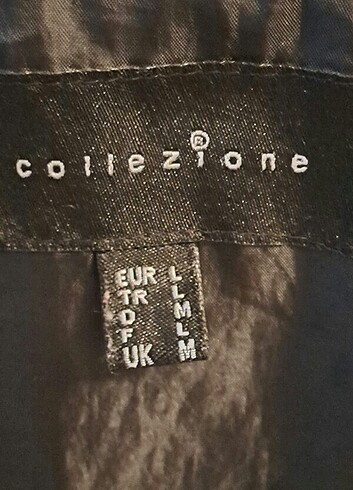 collezione®
EUR L
TR L
D M
F L
UK M